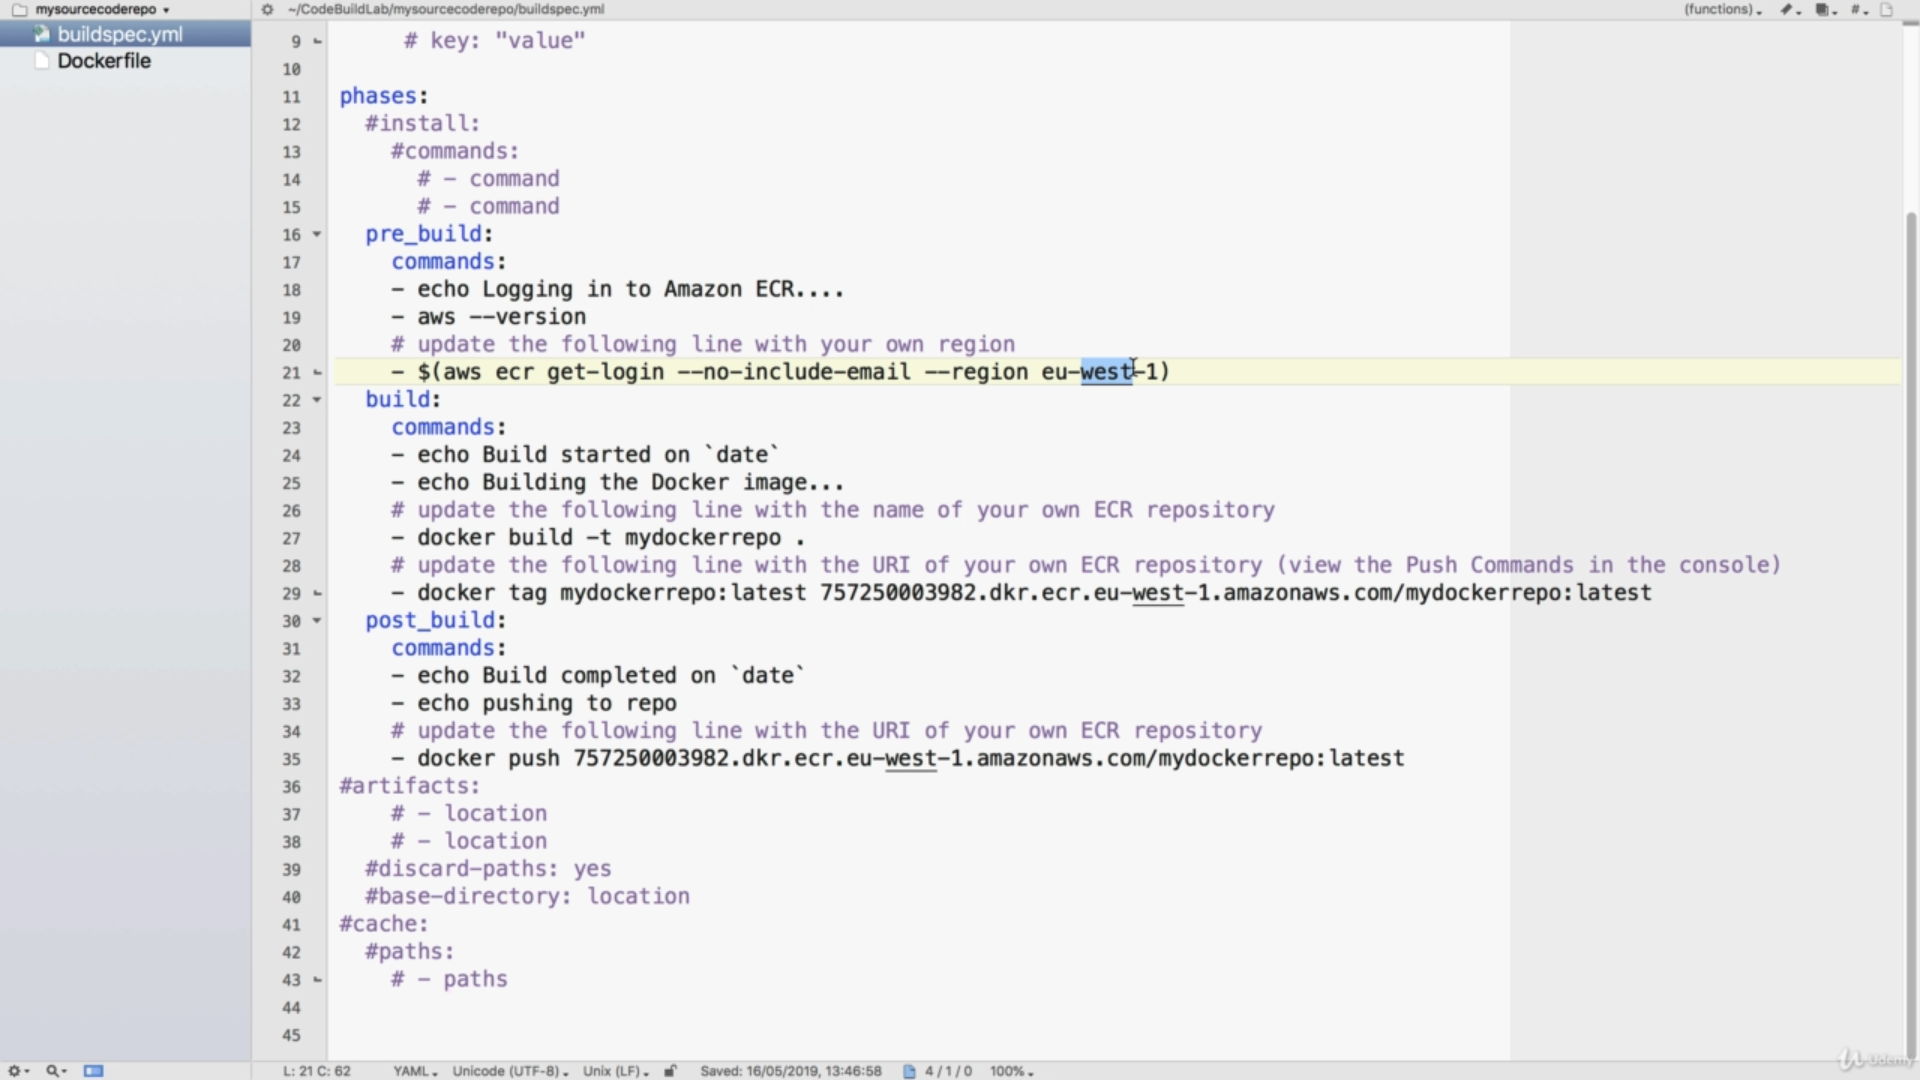 mysourcecoderepo
~/CodeBuildLab/mysourcecoderepo/buildspec.yml
(functions)
#
buildspec.yml
Dockerfile
9 # key: "value"
10
11 phases:
12 #install:
13 #commands:
14 # - command
15 # - command
16 pre_build:
17 commands:
18 - echo Logging in to Amazon ECR....
19 - aws --version
20 # update the following line with your own region
21 - $(aws ecr get-login --no-include-email --region eu-west-1)
22 build:
23 commands:
24 - echo Build started on `date`
25 - echo Building the Docker image...
26 # update the following line with the name of your own ECR repository
27 - docker build -t mydockerrepo .
28 # update the following line with the URI of your own ECR repository (view the Push Commands in the console)
29 - docker tag mydockerrepo:latest 757250003982.dkr.ecr.eu-west-1.amazonaws.com/mydockerrepo:latest
30 post_build:
31 commands:
32 - echo Build completed on `date`
33 - echo pushing to repo
34 # update the following line with the URI of your own ECR repository
35 - docker push 757250003982.dkr.ecr.eu-west-1.amazonaws.com/mydockerrepo:latest
36 #artifacts:
37 # - location
38 # - location
39 #discard-paths: yes
40 #base-directory: location
41 #cache:
42 #paths:
43 # - paths
44
45
L: 21 C: 62 YAML Unicode (UTF-8) Unix (LF) Saved: 16/05/2019, 13:46:58 4 / 1 / 0 100%
Udemy